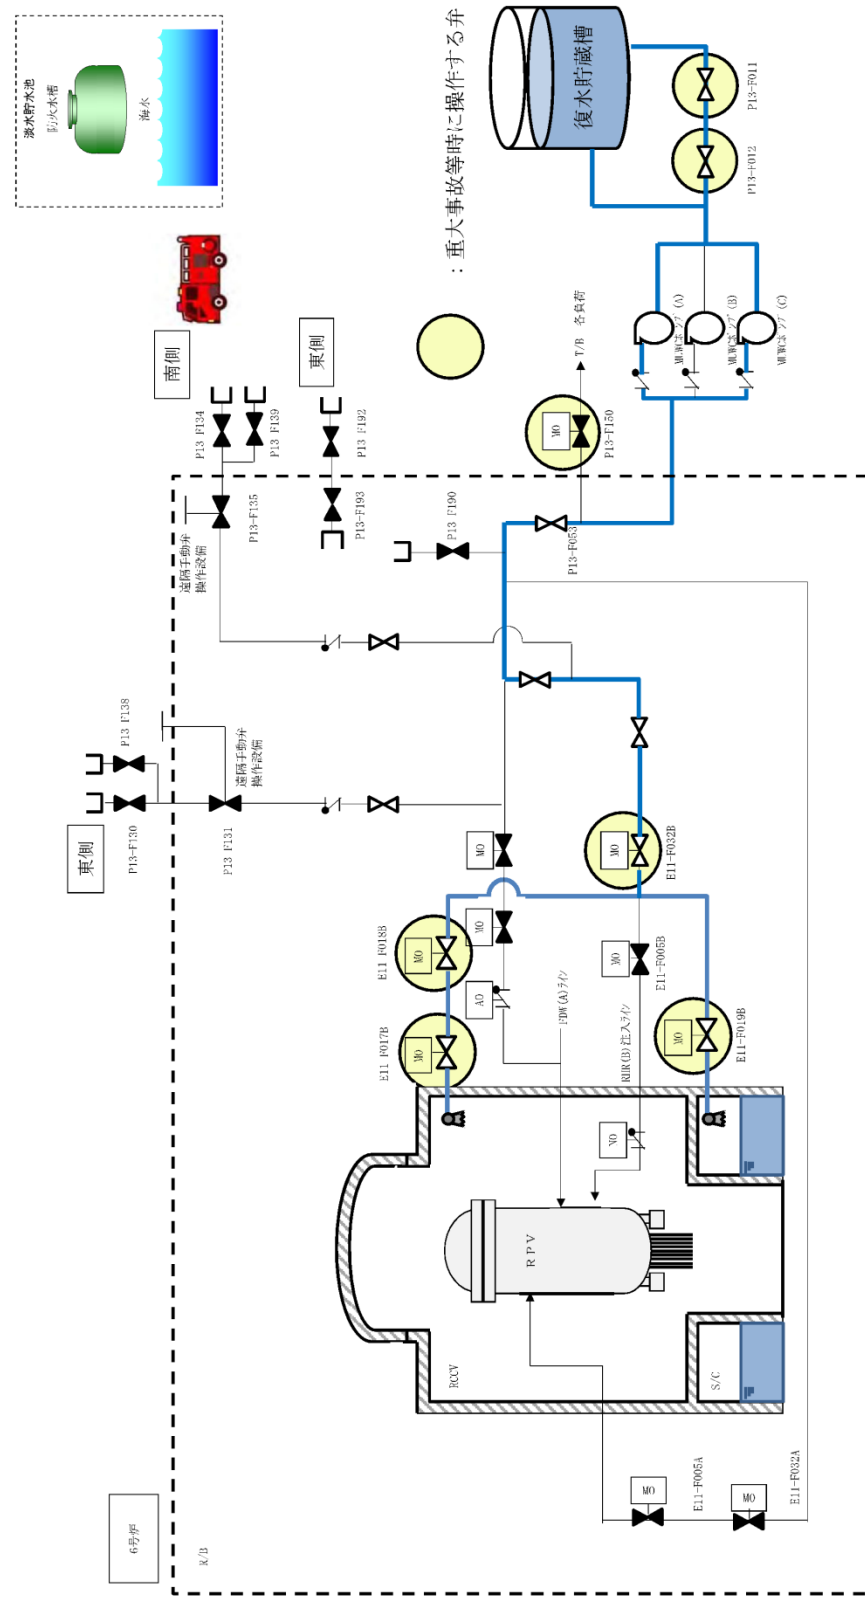 6号炉
R/B
東側
P13-F130
P13 F138
P13 F131
遠隔手動弁
操作設備
遠隔手動弁
操作設備
P13-F135
南側
P13 F134
P13 F139
東側
P13 F192
P13-F193
P13 F190
P13-F053
MO
P13-F150
T/B 各負荷
淡水貯水池
防火水槽
海水
:重大事故等時に操作する弁
復水貯蔵槽
P13-F011
P13-F012
MUWCポンプ(A)
MUWCポンプ(B)
MUWCポンプ(C)
MO
E11 F018B
MO
E11 F017B
MO
MO
AO
FDW(A)ライン
MO
E11-F032B
MO
E11-F005B
RHR(B)注入ライン
NO
MO
E11-F019B
RPV
RCCV
S/C
MO
E11-F005A
MO
E11-F032A